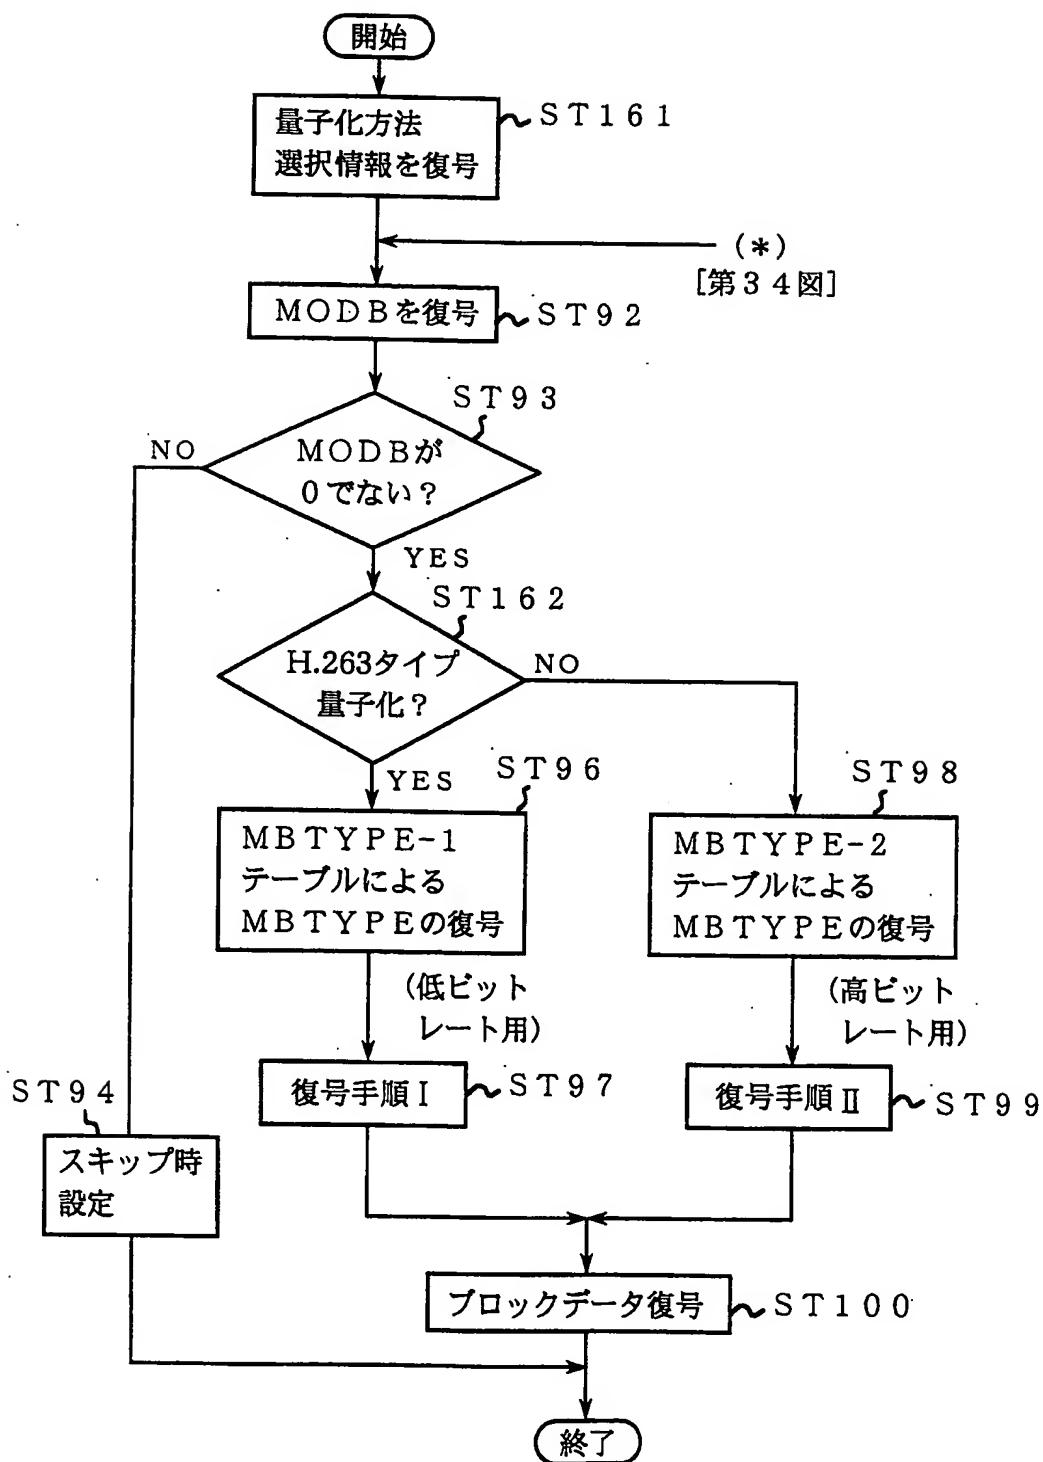 開始
量子化方法
選択情報を復号
ST161
(*)
[第34図]
MODBを復号
ST92
ST93
NO
MODBが
0でない?
YES
ST162
H.263タイプ
量子化?
NO
YES
ST96
ST98
MBTYPE-1
テーブルによる
MBTYPEの復号
MBTYPE-2
テーブルによる
MBTYPEの復号
(低ビット
レート用)
(高ビット
レート用)
ST94
復号手順Ⅰ
ST97
復号手順Ⅱ
ST99
スキップ時
設定
ブロックデータ復号
ST100
終了